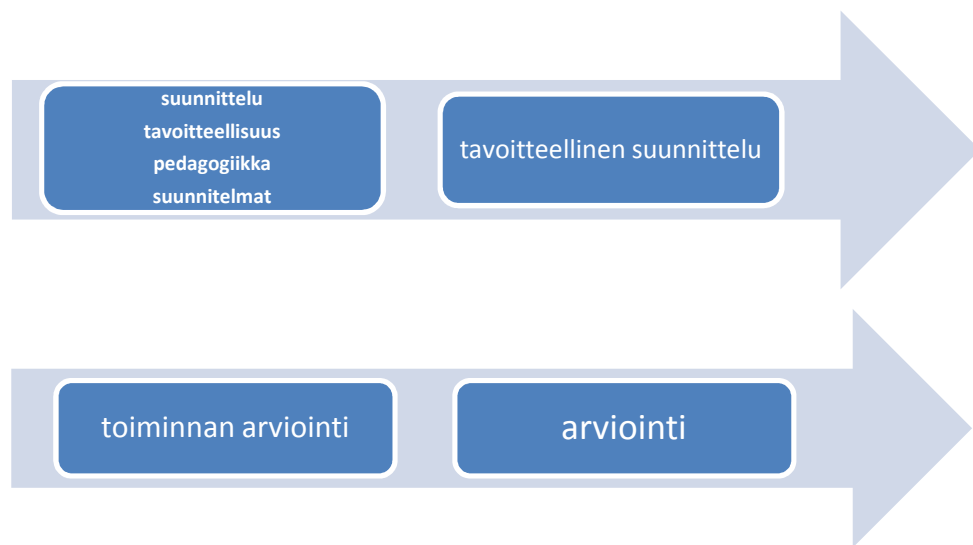 suunnittelu
tavoitteellisuus
pedagogiikka
suunnitelmat
tavoitteellinen suunnittelu
toiminnan arviointi
arviointi